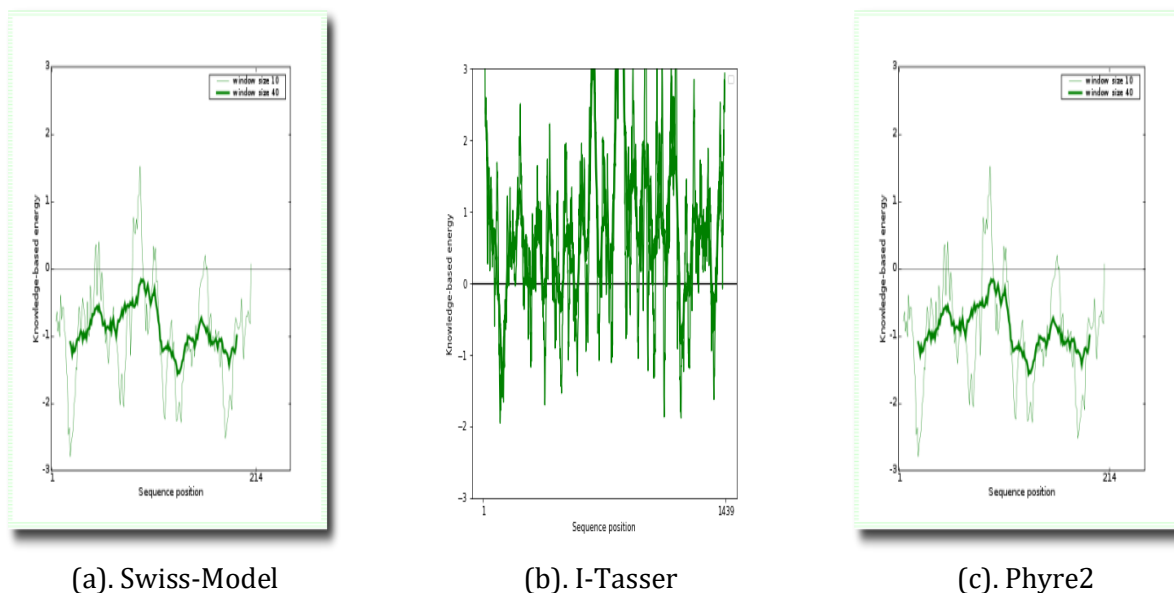 3
2
1
0
-1
-2
-3
Knowledge-based energy
window size 10
window size 40
1
214
Sequence position
(a). Swiss-Model
3
2
1
0
−1
−2
−3
Knowledge-based energy
1
1439
Sequence position
(b). I-Tasser
3
2
1
0
-1
-2
-3
Knowledge-based energy
window size 10
window size 40
1
214
Sequence position
(c). Phyre2